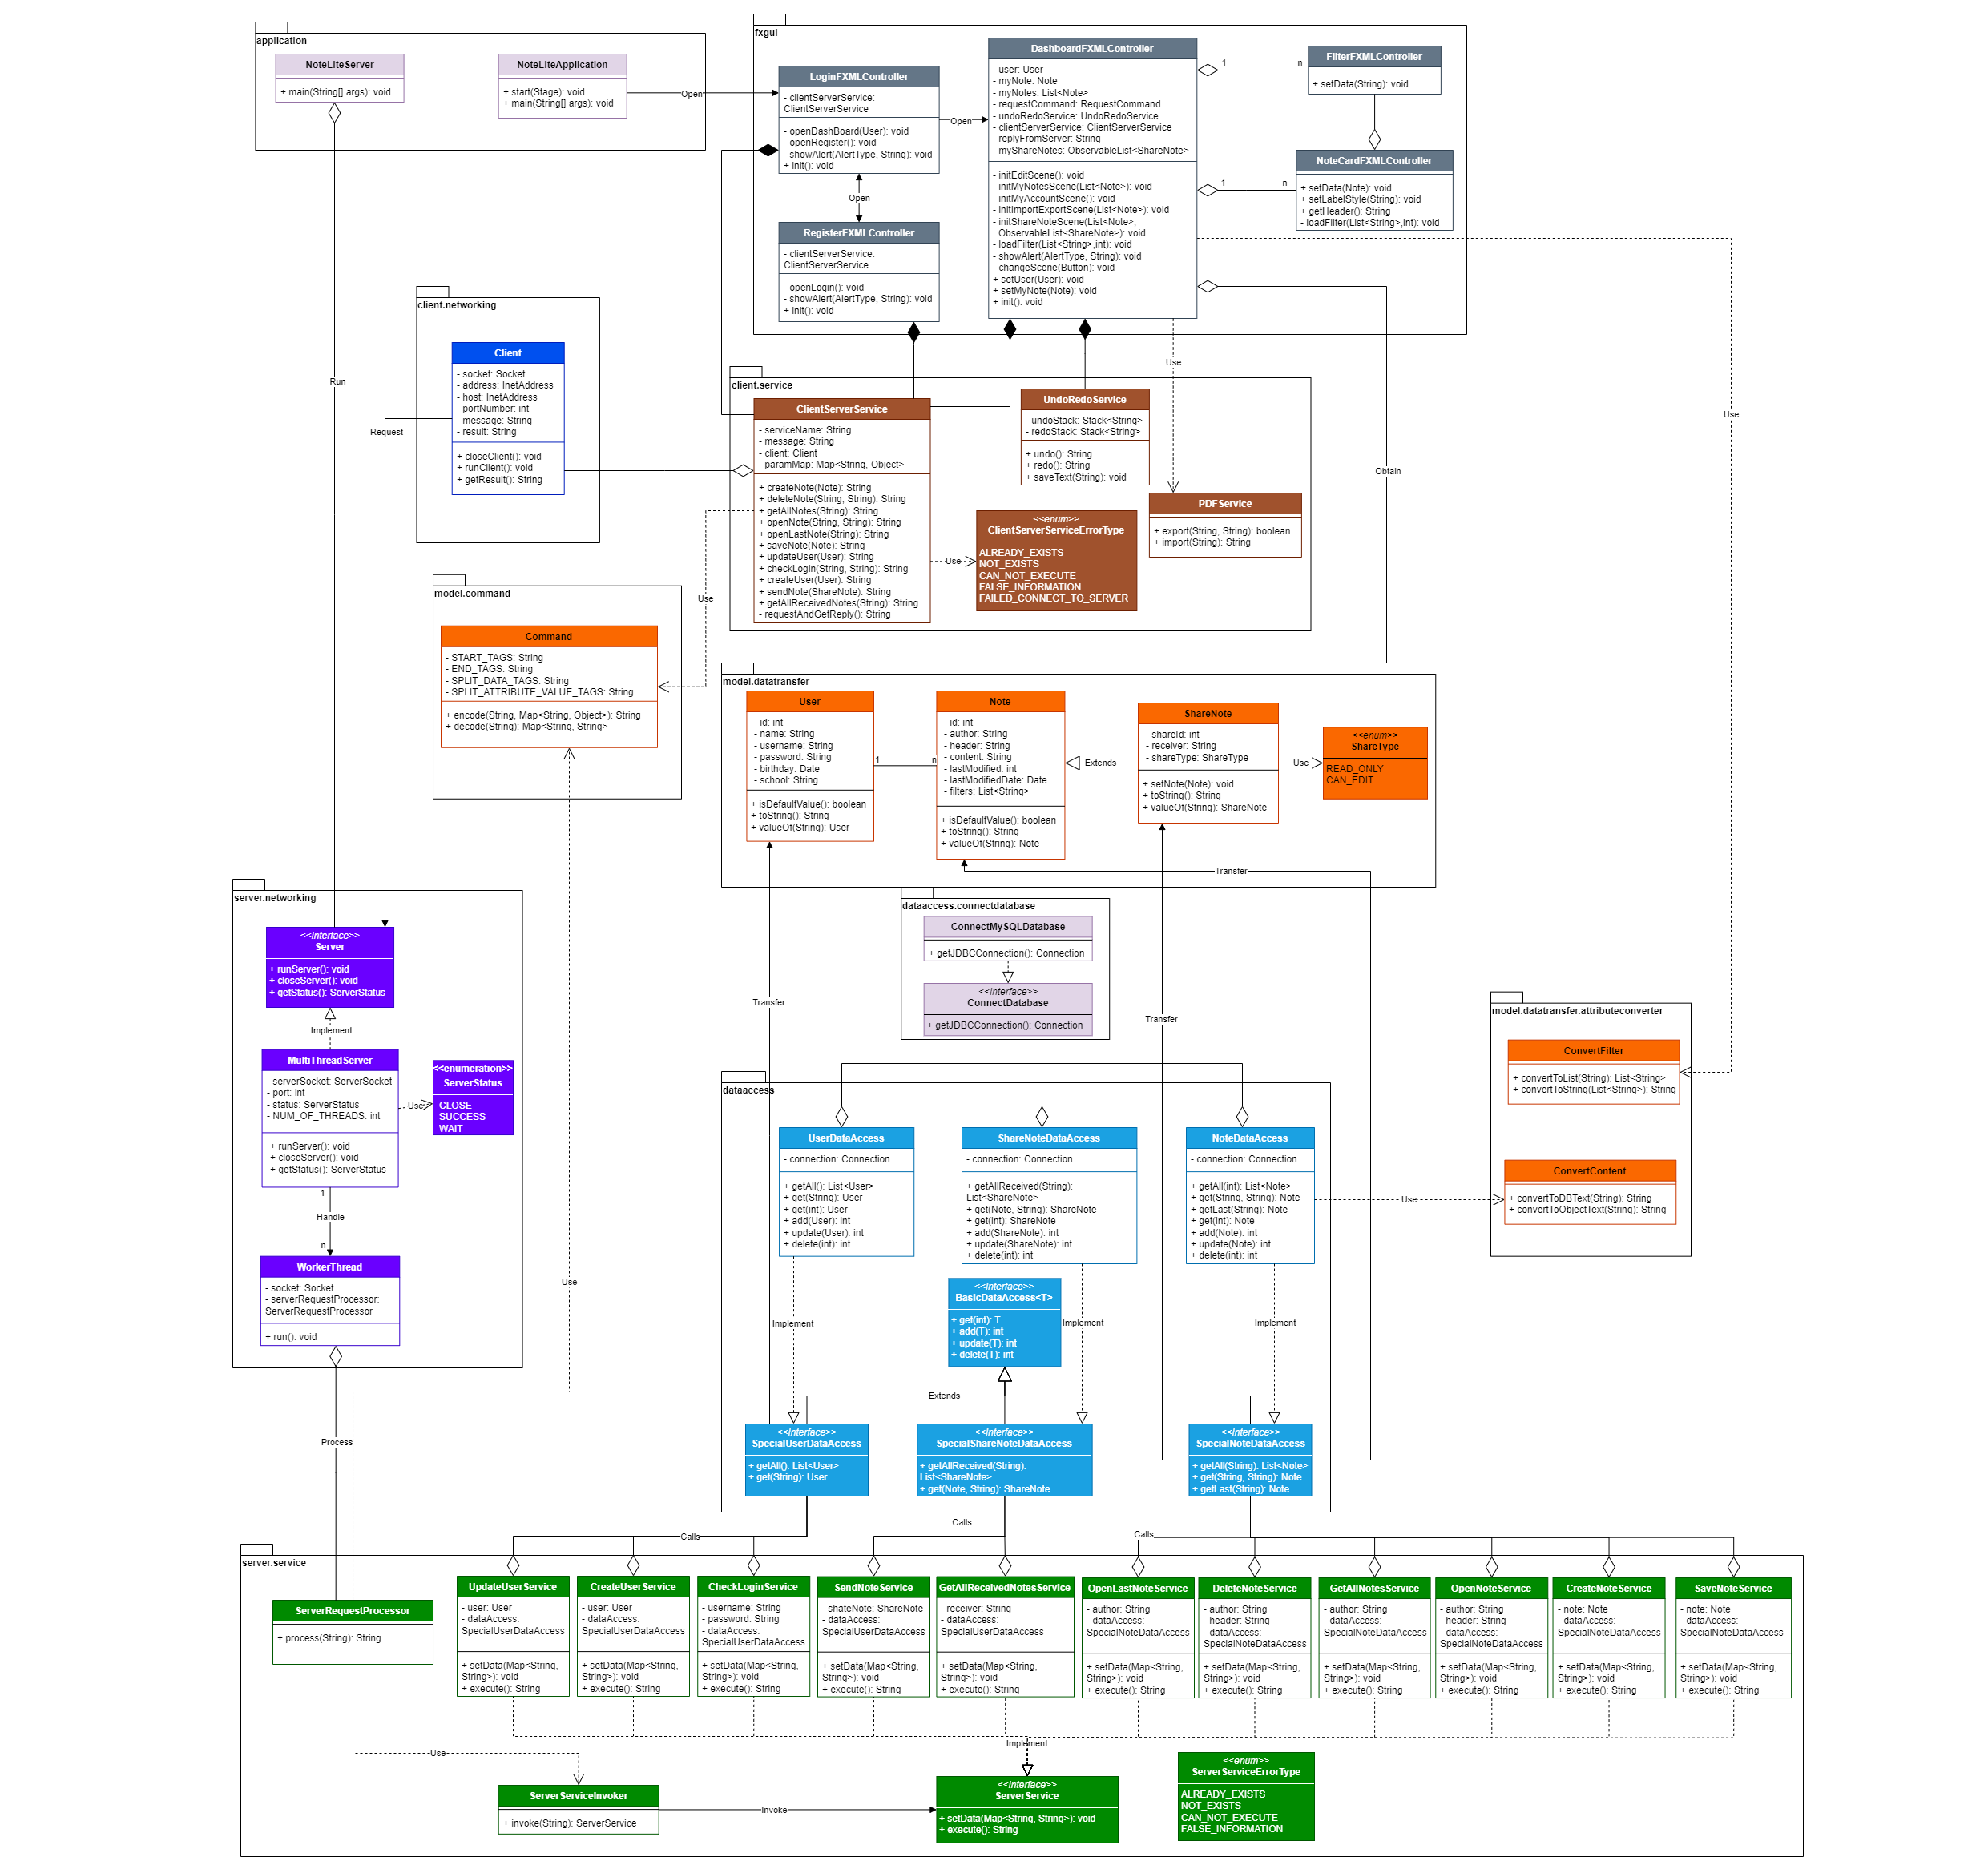 application
NoteLiteServer
+ main(String[] args): void
NoteLiteApplication
+ start(Stage): void
+ main(String[] args): void
Open
Run
fxgui
LoginFXMLController
- clientServerService:
ClientServerService
- openDashBoard(User): void
- openRegister(): void
- showAlert(AlertType, String): void
+ init(): void
Open
Open
RegisterFXMLController
- clientServerService:
ClientServerService
- openLogin(): void
- showAlert(AlertType, String): void
+ init(): void
DashboardFXMLController
- user: User
- myNote: Note
- myNotes: List<Note>
- requestCommand: RequestCommand
- undoRedoService: UndoRedoService
- clientServerService: ClientServerService
- replyFromServer: String
- myShareNotes: ObservableList<ShareNote>
- initEditScene(): void
- initMyNotesScene(List<Note>): void
- initMyAccountScene(): void
- initImportExportScene(List<Note>): void
- initShareNoteScene(List<Note>,
ObservableList<ShareNote>): void
- loadFilter(List<String>,int): void
- showAlert(AlertType, String): void
- changeScene(Button): void
+ setUser(User): void
+ setMyNote(Note): void
+ init(): void
1
n
FilterFXMLController
+ setData(String): void
1
n
NoteCardFXMLController
+ setData(Note): void
+ setLabelStyle(String): void
+ getHeader(): String
- loadFilter(List<String>,int): void
Use
Use
Obtain
client.networking
Client
- socket: Socket
- address: InetAddress
- host: InetAddress
- portNumber: int
- message: String
- result: String
+ closeClient(): void
+ runClient(): void
+ getResult(): String
Request
client.service
ClientServerService
- serviceName: String
- message: String
- client: Client
- paramMap: Map<String, Object>
+ createNote(Note): String
+ deleteNote(String, String): String
+ getAllNotes(String): String
+ openNote(String, String): String
+ openLastNote(String): String
+ saveNote(Note): String
+ updateUser(User): String
+ checkLogin(String, String): String
+ createUser(User): String
+ sendNote(ShareNote): String
+ getAllReceivedNotes(String): String
- requestAndGetReply(): String
UndoRedoService
- undoStack: Stack<String>
- redoStack: Stack<String>
+ undo(): String
+ redo(): String
+ saveText(String): void
PDFService
+ export(String, String): boolean
+ import(String): String
Use
<<enum>>
ClientServerServiceErrorType
ALREADY_EXISTS
NOT_EXISTS
CAN_NOT_EXECUTE
FALSE_INFORMATION
FAILED_CONNECT_TO_SERVER
Use
model.command
Command
- START_TAGS: String
- END_TAGS: String
- SPLIT_DATA_TAGS: String
- SPLIT_ATTRIBUTE_VALUE_TAGS: String
+ encode(String, Map<String, Object>): String
+ decode(String): Map<String, String>
Use
model.datatransfer
User
- id: int
- name: String
- username: String
- password: String
- birthday: Date
- school: String
+ isDefaultValue(): boolean
+ toString(): String
+ valueOf(String): User
1
n
Note
- id: int
- author: String
- header: String
- content: String
- lastModified: int
- lastModifiedDate: Date
- filters: List<String>
+ isDefaultValue(): boolean
+ toString(): String
+ valueOf(String): Note
Extends
ShareNote
- shareId: int
- receiver: String
- shareType: ShareType
+ setNote(Note): void
+ toString(): String
+ valueOf(String): ShareNote
Use
<<enum>>
ShareType
READ_ONLY
CAN_EDIT
Transfer
Transfer
Transfer
dataaccess.connectdatabase
ConnectMySQLDatabase
+ getJDBCConnection(): Connection
<<Interface>>
ConnectDatabase
+ getJDBCConnection(): Connection
server.networking
<<Interface>>
Server
+ runServer(): void
+ closeServer(): void
+ getStatus(): ServerStatus
Implement
MultiThreadServer
- serverSocket: ServerSocket
- port: int
- status: ServerStatus
- NUM_OF_THREADS: int
+ runServer(): void
+ closeServer(): void
+ getStatus(): ServerStatus
Use
<<enumeration>>
ServerStatus
CLOSE
SUCCESS
WAIT
1
Handle
n
WorkerThread
- socket: Socket
- serverRequestProcessor:
ServerRequestProcessor
+ run(): void
Process
model.datatransfer.attributeconverter
ConvertFilter
+ convertToList(String): List<String>
+ convertToString(List<String>): String
ConvertContent
+ convertToDBText(String): String
+ convertToObjectText(String): String
Use
dataaccess
UserDataAccess
- connection: Connection
+ getAll(): List<User>
+ get(String): User
+ get(int): User
+ add(User): int
+ update(User): int
+ delete(int): int
ShareNoteDataAccess
- connection: Connection
+ getAllReceived(String):
List<ShareNote>
+ get(Note, String): ShareNote
+ get(int): ShareNote
+ add(ShareNote): int
+ update(ShareNote): int
+ delete(int): int
NoteDataAccess
- connection: Connection
+ getAll(int): List<Note>
+ get(String, String): Note
+ getLast(String): Note
+ get(int): Note
+ add(Note): int
+ update(Note): int
+ delete(int): int
<<Interface>>
BasicDataAccess<T>
+ get(int): T
+ add(T): int
+ update(T): int
+ delete(T): int
Implement
Implement
Implement
Extends
<<Interface>>
SpecialUserDataAccess
+ getAll(): List<User>
+ get(String): User
<<Interface>>
SpecialShareNoteDataAccess
+ getAllReceived(String):
List<ShareNote>
+ get(Note, String): ShareNote
<<Interface>>
SpecialNoteDataAccess
+ getAll(String): List<Note>
+ get(String, String): Note
+ getLast(String): Note
Calls
Calls
Calls
server.service
ServerRequestProcessor
+ process(String): String
UpdateUserService
- user: User
- dataAccess:
SpecialUserDataAccess
+ setData(Map<String,
String>): void
+ execute(): String
CreateUserService
- user: User
- dataAccess:
SpecialUserDataAccess
+ setData(Map<String,
String>): void
+ execute(): String
CheckLoginService
- username: String
- password: String
- dataAccess:
SpecialUserDataAccess
+ setData(Map<String,
String>): void
+ execute(): String
SendNoteService
- shateNote: ShareNote
- dataAccess:
SpecialUserDataAccess
+ setData(Map<String,
String>): void
+ execute(): String
GetAllReceivedNotesService
- receiver: String
- dataAccess:
SpecialUserDataAccess
+ setData(Map<String,
String>): void
+ execute(): String
OpenLastNoteService
- author: String
- dataAccess:
SpecialNoteDataAccess
+ setData(Map<String,
String>): void
+ execute(): String
DeleteNoteService
- author: String
- header: String
- dataAccess:
SpecialNoteDataAccess
+ setData(Map<String,
String>): void
+ execute(): String
GetAllNotesService
- author: String
- dataAccess:
SpecialNoteDataAccess
+ setData(Map<String,
String>): void
+ execute(): String
OpenNoteService
- author: String
- header: String
- dataAccess:
SpecialNoteDataAccess
+ setData(Map<String,
String>): void
+ execute(): String
CreateNoteService
- note: Note
- dataAccess:
SpecialNoteDataAccess
+ setData(Map<String,
String>): void
+ execute(): String
SaveNoteService
- note: Note
- dataAccess:
SpecialNoteDataAccess
+ setData(Map<String,
String>): void
+ execute(): String
Use
Implement
ServerServiceInvoker
+ invoke(String): ServerService
Invoke
<<Interface>>
ServerService
+ setData(Map<String, String>): void
+ execute(): String
<<enum>>
ServerServiceErrorType
ALREADY_EXISTS
NOT_EXISTS
CAN_NOT_EXECUTE
FALSE_INFORMATION